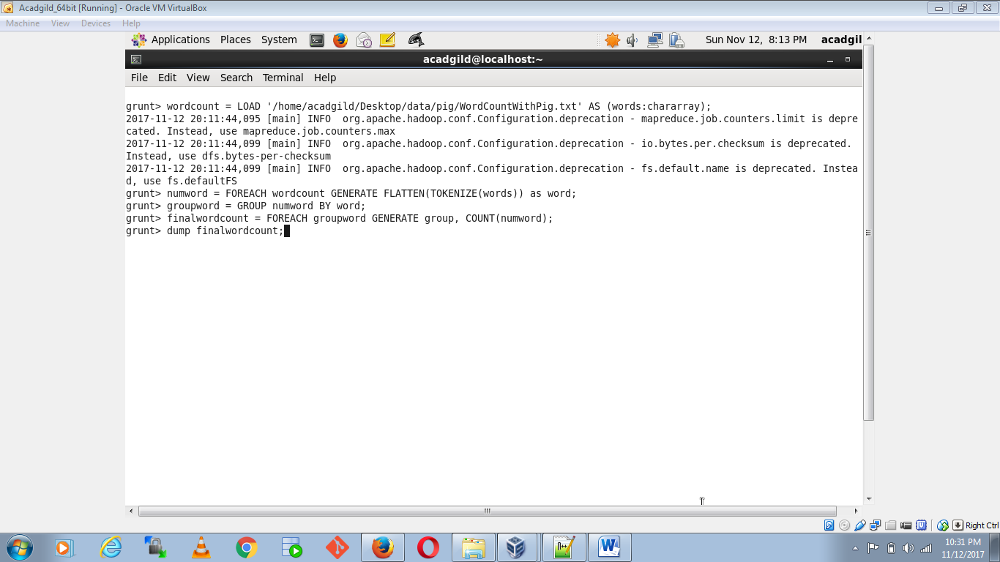 Acadgild_64bit [Running] - Oracle VM VirtualBox
Machine View Devices Help
Applications Places System Sun Nov 12, 8:13 PM acadgil
acadgild@localhost:~
File Edit View Search Terminal Help
grunt> wordcount = LOAD '/home/acadgild/Desktop/data/pig/WordCountWithPig.txt' AS (words:chararray);
2017-11-12 20:11:44,095 [main] INFO  org.apache.hadoop.conf.Configuration.deprecation - mapreduce.job.counters.limit is depre
cated. Instead, use mapreduce.job.counters.max
2017-11-12 20:11:44,099 [main] INFO  org.apache.hadoop.conf.Configuration.deprecation - io.bytes.per.checksum is deprecated.
Instead, use dfs.bytes-per-checksum
2017-11-12 20:11:44,099 [main] INFO  org.apache.hadoop.conf.Configuration.deprecation - fs.default.name is deprecated. Instea
d, use fs.defaultFS
grunt> numword = FOREACH wordcount GENERATE FLATTEN(TOKENIZE(words)) as word;
grunt> groupword = GROUP numword BY word;
grunt> finalwordcount = FOREACH groupword GENERATE group, COUNT(numword);
grunt> dump finalwordcount;
Right Ctrl
10:31 PM
11/12/2017